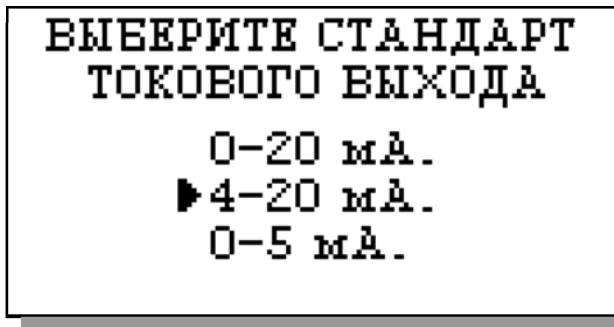 ВЫБЕРИТЕ СТАНДАРТ
ТОКОВОГО ВЫХОДА
0-20 мА.
4-20 мА.
0-5 мА.